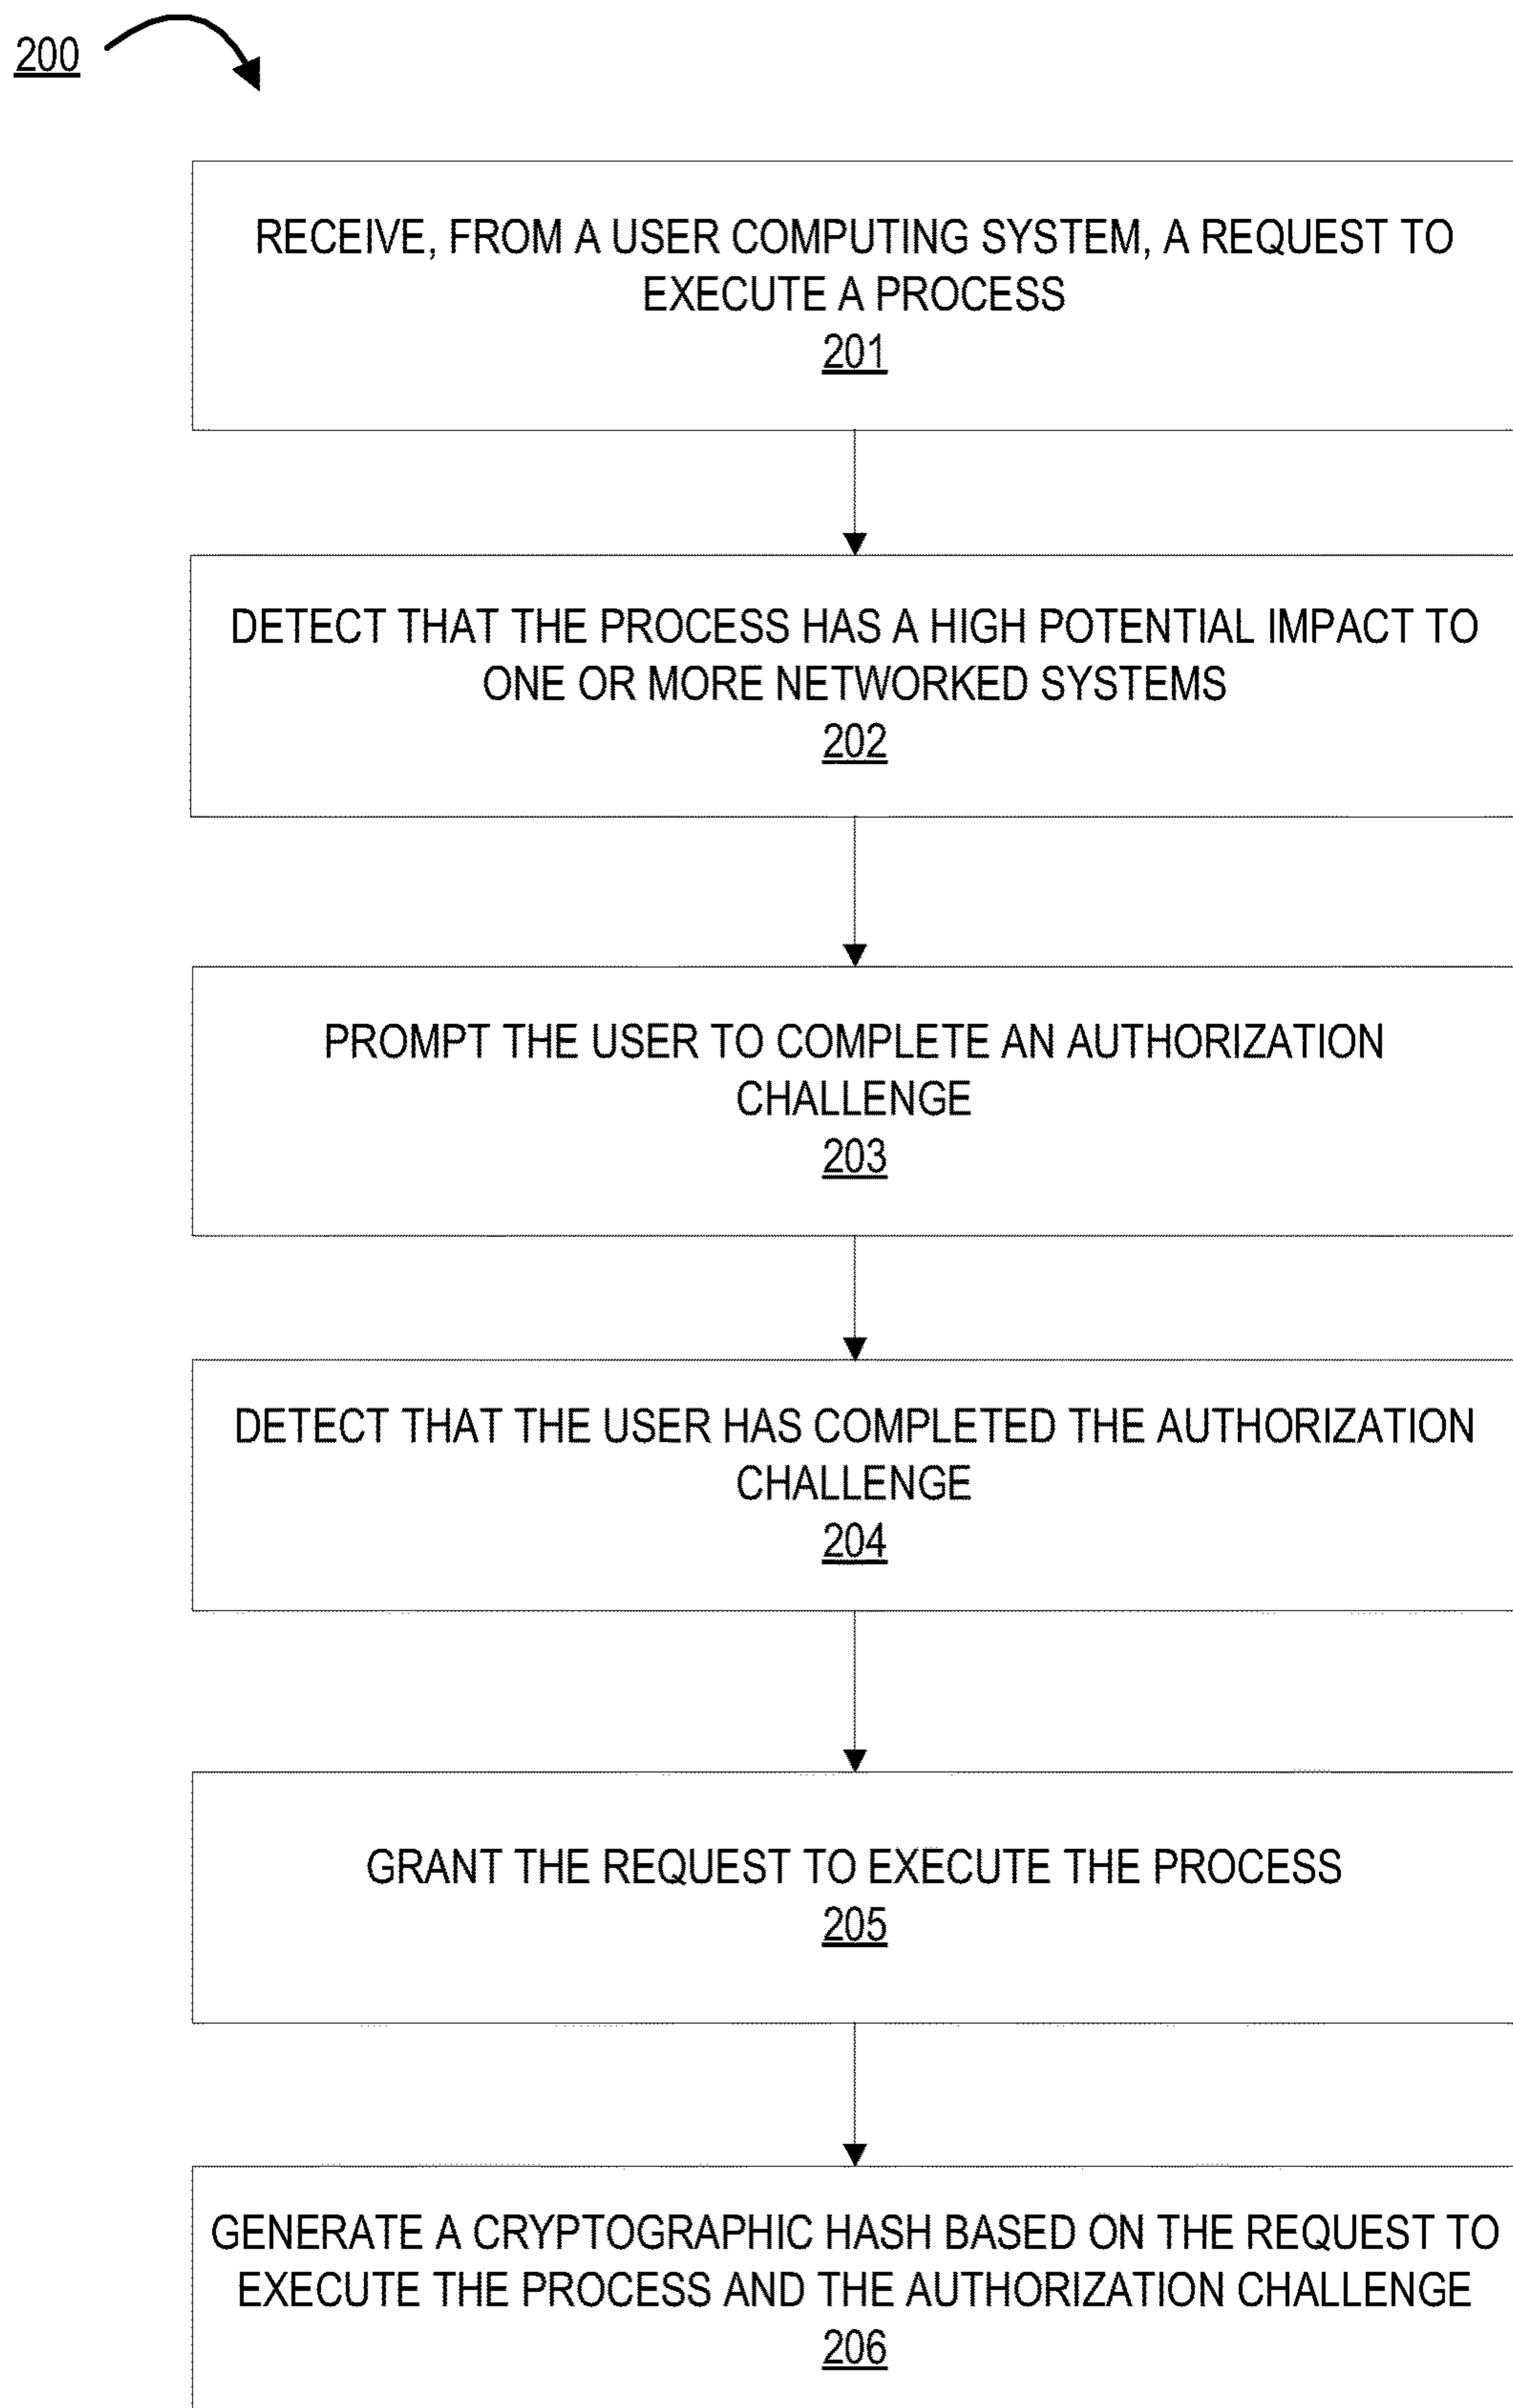 200
RECEIVE, FROM A USER COMPUTING SYSTEM, A REQUEST TO
EXECUTE A PROCESS
201
DETECT THAT THE PROCESS HAS A HIGH POTENTIAL IMPACT TO
ONE OR MORE NETWORKED SYSTEMS
202
PROMPT THE USER TO COMPLETE AN AUTHORIZATION
CHALLENGE
203
DETECT THAT THE USER HAS COMPLETED THE AUTHORIZATION
CHALLENGE
204
GRANT THE REQUEST TO EXECUTE THE PROCESS
205
GENERATE A CRYPTOGRAPHIC HASH BASED ON THE REQUEST TO
EXECUTE THE PROCESS AND THE AUTHORIZATION CHALLENGE
206